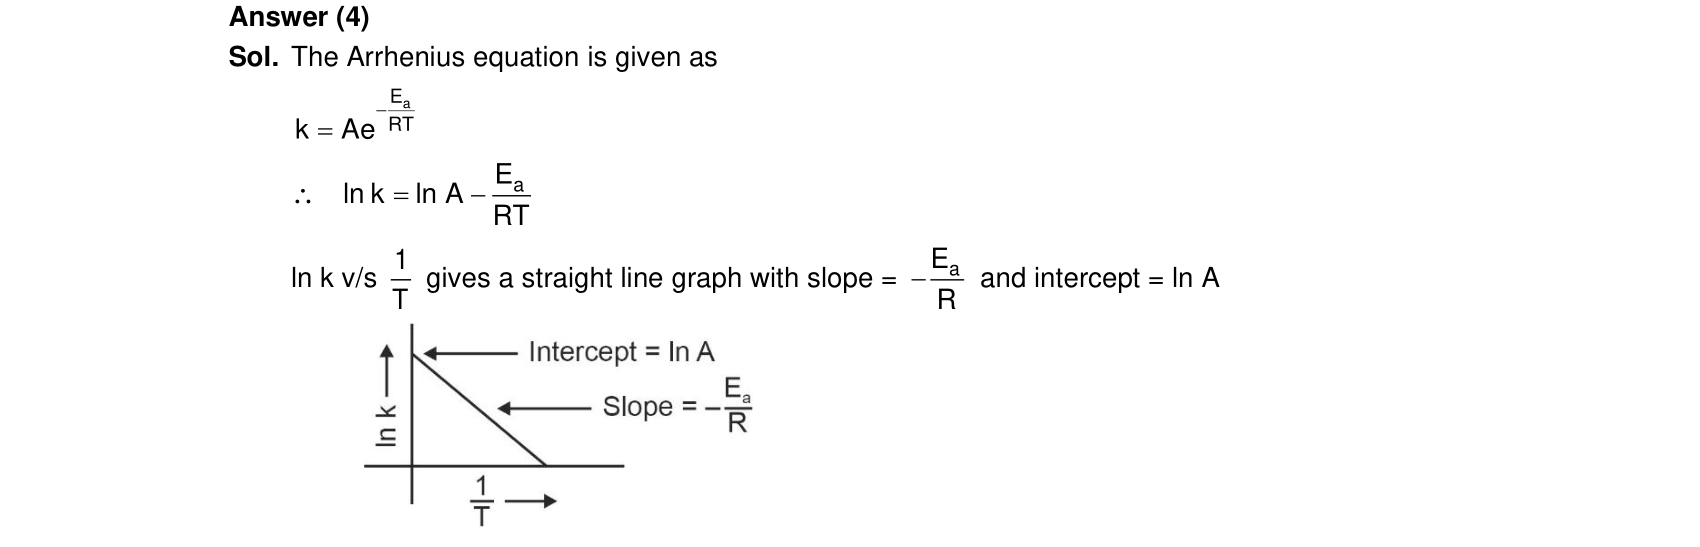 Answer (4)
Sol. The Arrhenius equation is given as
k = Ae^(-Eₐ/RT)
∴ ln k = ln A – Eₐ/RT
ln k v/s 1/T gives a straight line graph with slope = –Eₐ/R and intercept = ln A
Intercept = ln A
Slope = –Eₐ/R
ln k
1/T